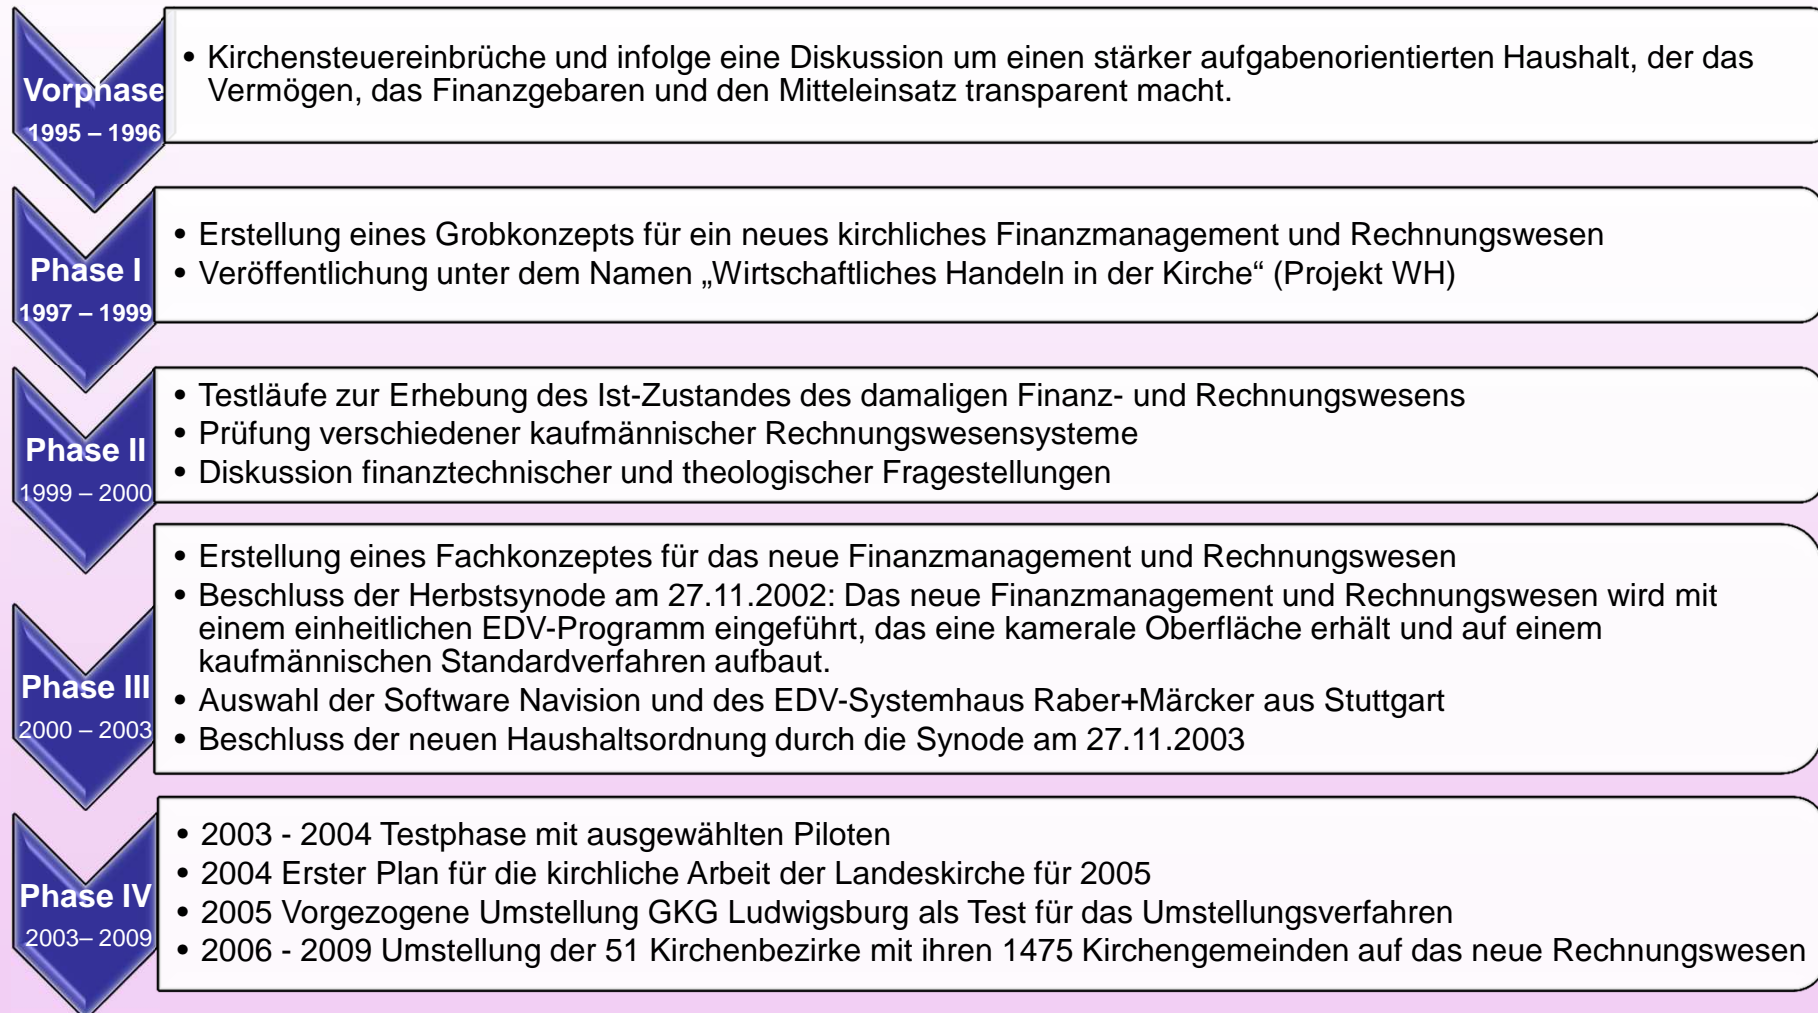 Vorphase
1995 – 1996
• Kirchensteuereinbrüche und infolge eine Diskussion um einen stärker aufgabenorientierten Haushalt, der das
Vermögen, das Finanzgebaren und den Mitteleinsatz transparent macht.
Phase I
1997 – 1999
• Erstellung eines Grobkonzepts für ein neues kirchliches Finanzmanagement und Rechnungswesen
• Veröffentlichung unter dem Namen „Wirtschaftliches Handeln in der Kirche“ (Projekt WH)
Phase II
1999 – 2000
• Testläufe zur Erhebung des Ist-Zustandes des damaligen Finanz- und Rechnungswesens
• Prüfung verschiedener kaufmännischer Rechnungswesensysteme
• Diskussion finanztechnischer und theologischer Fragestellungen
Phase III
2000 – 2003
• Erstellung eines Fachkonzeptes für das neue Finanzmanagement und Rechnungswesen
• Beschluss der Herbstsynode am 27.11.2002: Das neue Finanzmanagement und Rechnungswesen wird mit
einem einheitlichen EDV-Programm eingeführt, das eine kamerale Oberfläche erhält und auf einem
kaufmännischen Standardverfahren aufbaut.
• Auswahl der Software Navision und des EDV-Systemhaus Raber+Märcker aus Stuttgart
• Beschluss der neuen Haushaltsordnung durch die Synode am 27.11.2003
Phase IV
2003– 2009
• 2003 - 2004 Testphase mit ausgewählten Piloten
• 2004 Erster Plan für die kirchliche Arbeit der Landeskirche für 2005
• 2005 Vorgezogene Umstellung GKG Ludwigsburg als Test für das Umstellungsverfahren
• 2006 - 2009 Umstellung der 51 Kirchenbezirke mit ihren 1475 Kirchengemeinden auf das neue Rechnungswesen